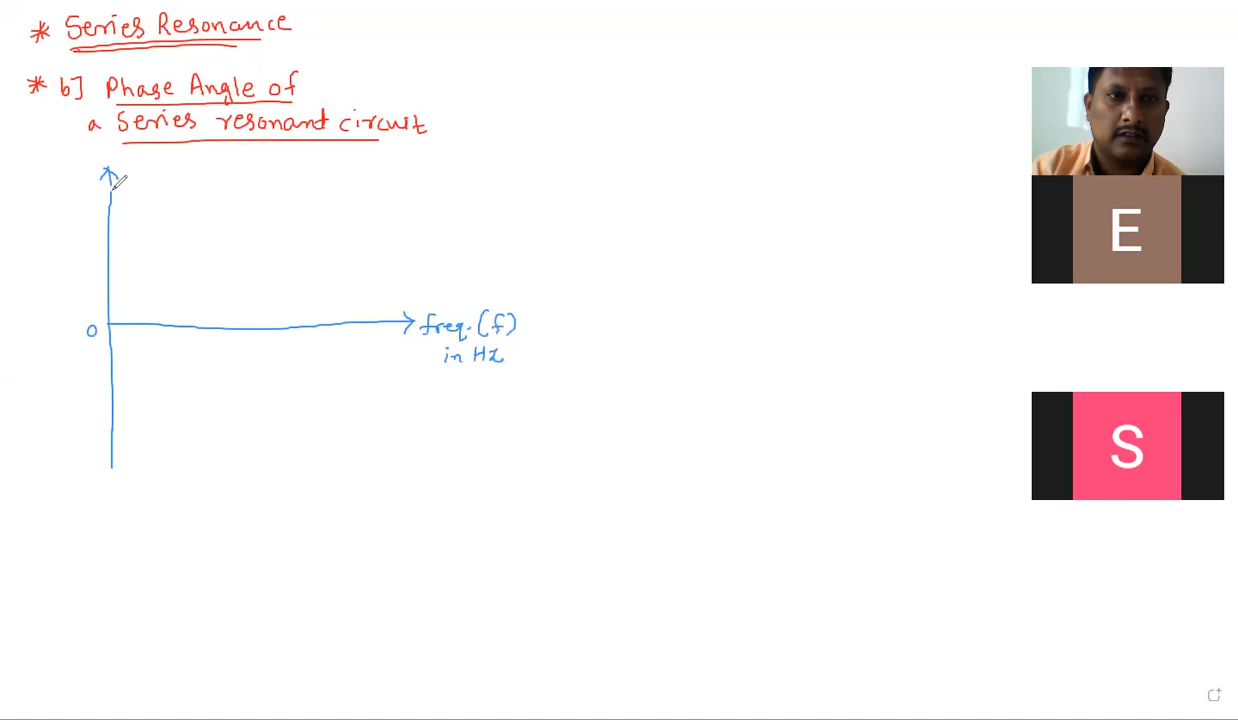 * Series Resonance
* b] Phase Angle of
a series resonant circuit
0
freq. (f)
in Hz
E
S